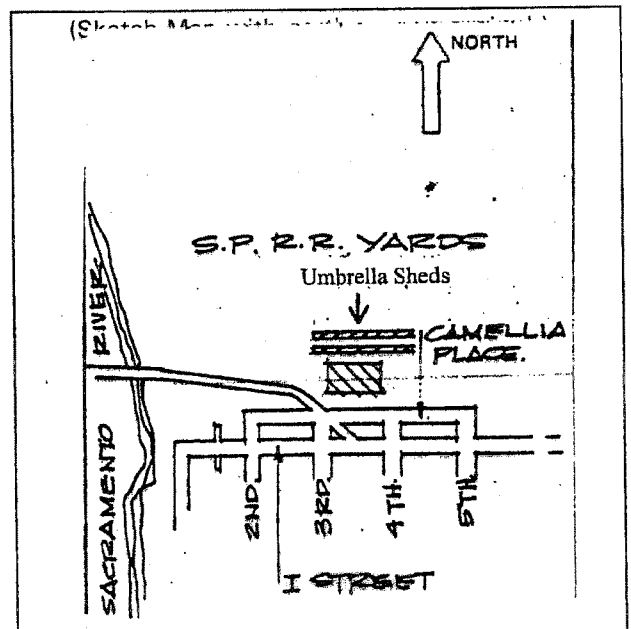 NORTH
S.P. R.R. YARDS
Umbrella Sheds
CAMELLIA
PLACE.
RIVER
SACRAMENTO
2ND
3RD
4TH.
5TH.
I STREET